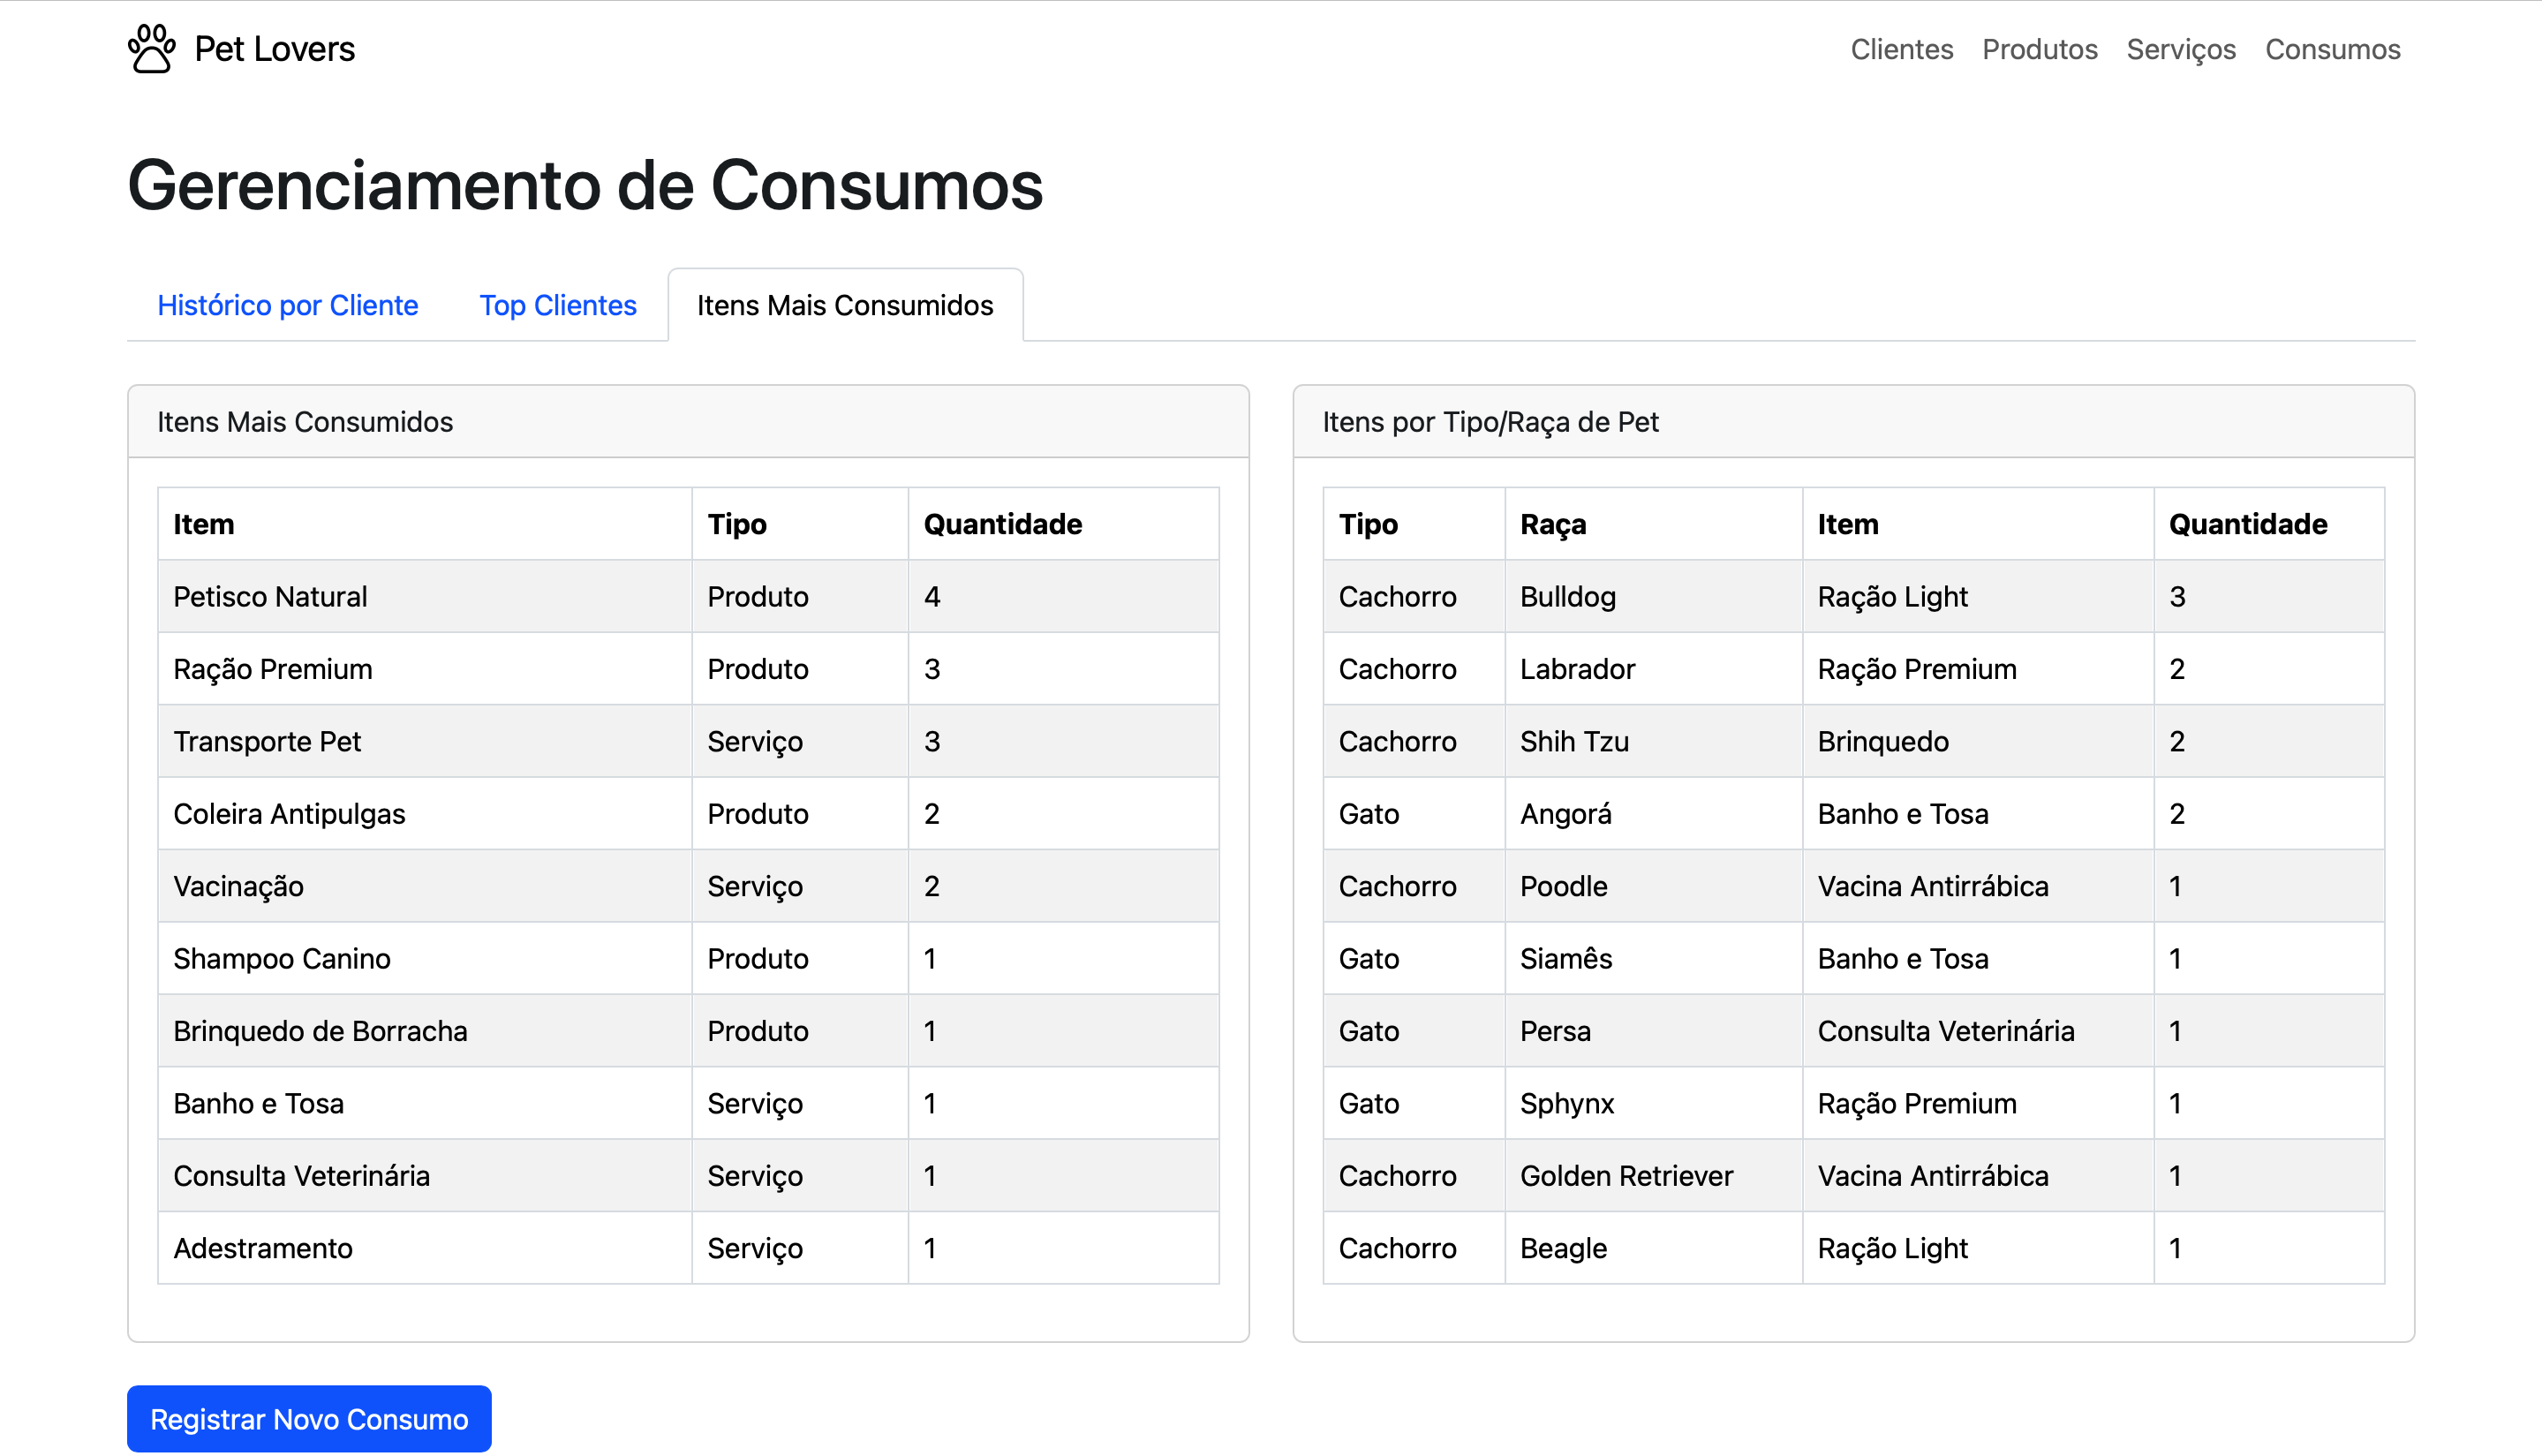 Pet Lovers
Clientes Produtos Serviços Consumos
Gerenciamento de Consumos
Histórico por Cliente Top Clientes Itens Mais Consumidos
Itens Mais Consumidos
Item Tipo Quantidade
Petisco Natural Produto 4
Ração Premium Produto 3
Transporte Pet Serviço 3
Coleira Antipulgas Produto 2
Vacinação Serviço 2
Shampoo Canino Produto 1
Brinquedo de Borracha Produto 1
Banho e Tosa Serviço 1
Consulta Veterinária Serviço 1
Adestramento Serviço 1
Itens por Tipo/Raça de Pet
Tipo Raça Item Quantidade
Cachorro Bulldog Ração Light 3
Cachorro Labrador Ração Premium 2
Cachorro Shih Tzu Brinquedo 2
Gato Angorá Banho e Tosa 2
Cachorro Poodle Vacina Antirrábica 1
Gato Siamês Banho e Tosa 1
Gato Persa Consulta Veterinária 1
Gato Sphynx Ração Premium 1
Cachorro Golden Retriever Vacina Antirrábica 1
Cachorro Beagle Ração Light 1
Registrar Novo Consumo